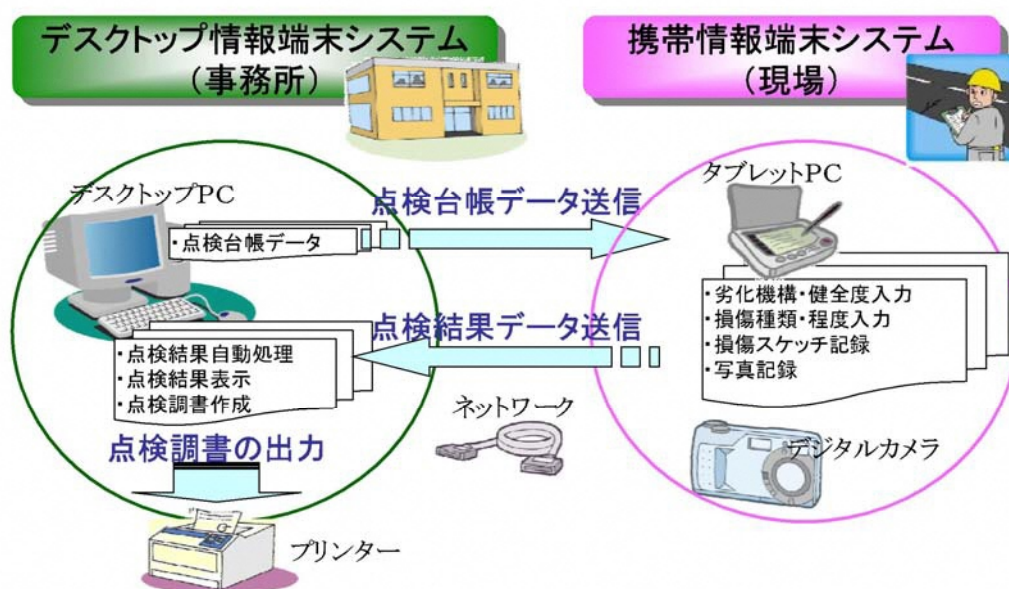 デスクトップ情報端末システム
（事務所）
携帯情報端末システム
（現場）
デスクトップPC
・点検台帳データ
点検台帳データ送信
タブレットPC
・劣化機構・健全度入力
・損傷種類・程度入力
・損傷スケッチ記録
・写真記録
点検結果データ送信
・点検結果自動処理
・点検結果表示
・点検調書作成
ネットワーク
デジタルカメラ
点検調書の出力
プリンター